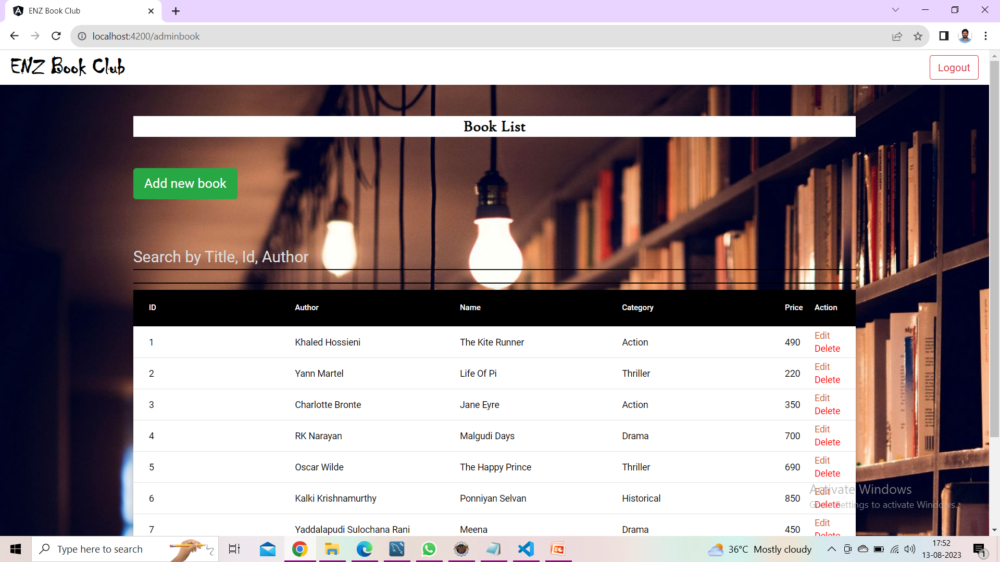 ENZ Book Club
localhost:4200/adminbook
ENZ Book Club
Logout
Book List
Add new book
Search by Title, Id, Author
ID Author Name Category Price Action
1 Khaled Hossieni The Kite Runner Action 490 Edit Delete
2 Yann Martel Life Of Pi Thriller 220 Edit Delete
3 Charlotte Bronte Jane Eyre Action 350 Edit Delete
4 RK Narayan Malgudi Days Drama 700 Edit Delete
5 Oscar Wilde The Happy Prince Thriller 690 Edit Delete
6 Kalki Krishnamurthy Ponniyan Selvan Historical 850 Edit Delete
Activate Windows
Go to Settings to activate Windows.
7 Yaddalapudi Sulochana Rani Meena Drama 450 Edit Delete
Type here to search
36°C Mostly cloudy
17:52
13-08-2023
1